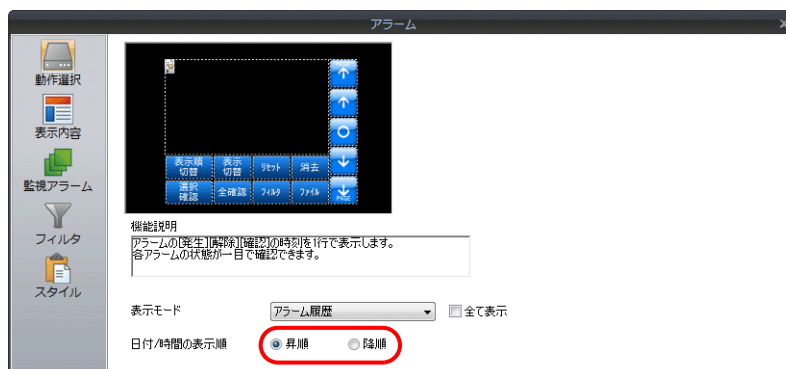 アラーム
動作選択
表示内容
監視アラーム
フィルタ
スタイル
表示順
切替
表示
切替
リセット
消去
選択
確認
全確認
フィルタ
ファイル
PAGE
機能説明
アラームの[発生][解除][確認]の時刻を1行で表示します。
各アラームの状態が一目で確認できます。
表示モード
アラーム履歴
全て表示
日付/時間の表示順
昇順
降順